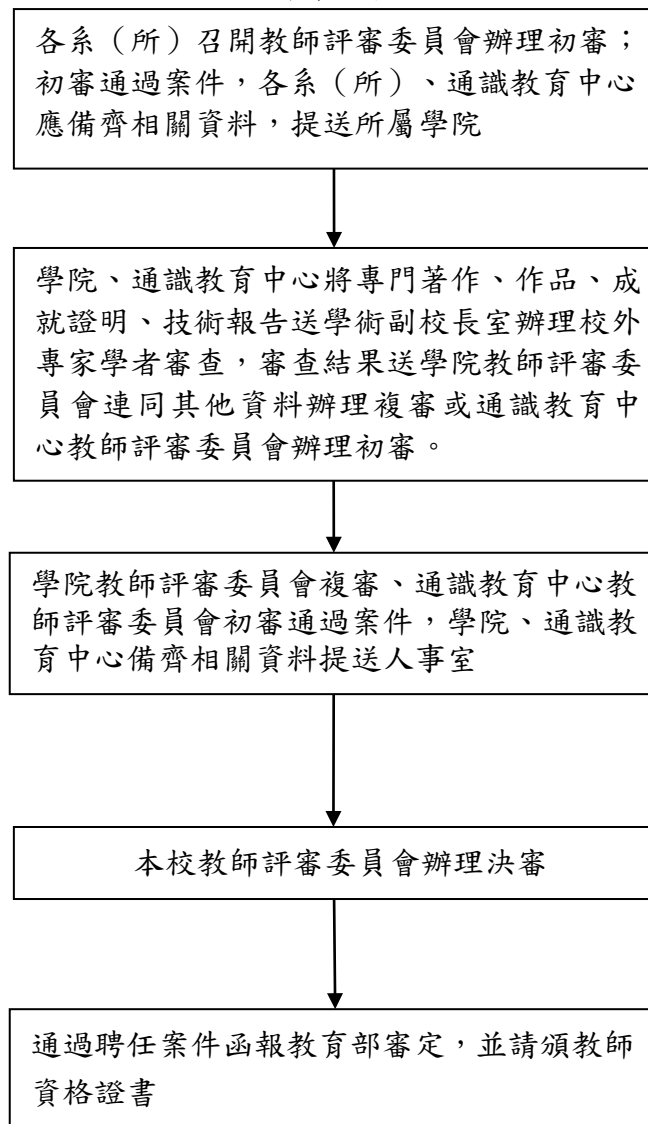 各系（所）召開教師評審委員會辦理初審；
初審通過案件，各系（所）、通識教育中心
應備齊相關資料，提送所屬學院
學院、通識教育中心將專門著作、作品、成
就證明、技術報告送學術副校長室辦理校外
專家學者審查，審查結果送學院教師評審委
員會連同其他資料辦理複審或通識教育中
心教師評審委員會辦理初審。
學院教師評審委員會複審、通識教育中心教
師評審委員會初審通過案件，學院、通識教
育中心備齊相關資料提送人事室
本校教師評審委員會辦理決審
通過聘任案件函報教育部審定，並請頒教師
資格證書